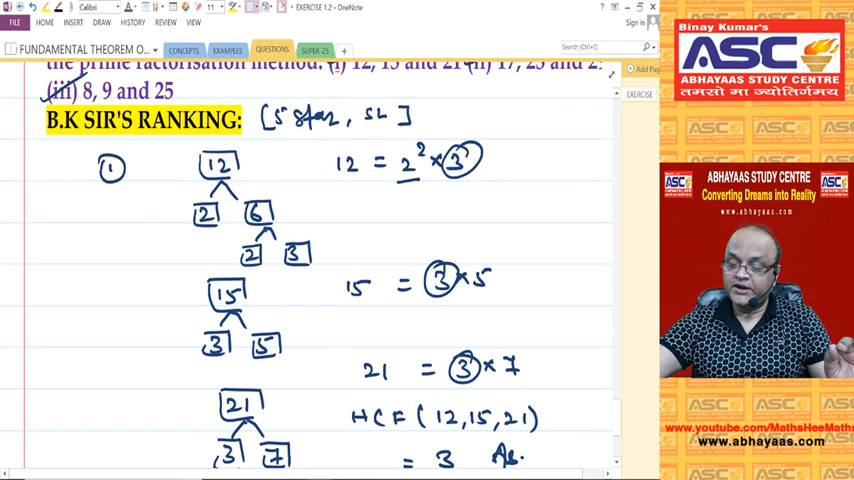 EXERCISE 1.2 - OneNote
Calibri
11
Sign in
FILE HOME INSERT DRAW HISTORY REVIEW VIEW
FUNDAMENTAL THEOREM O... CONCEPTS EXAMPLES QUESTIONS SUPER-25 +
Search (Ctrl+E)
Add Pag
EXERCISE
the prime factorisation method: (i) 12, 15 and 21 (ii) 17, 23 and 2
(iii) 8, 9 and 25
B.K SIR'S RANKING: [5 Star, SL]
1 12 12 = 2² × 3
2 6
2 3
15 15 = 3 × 5
3 5
21 = 3 × 7
21 HCF (12,15,21)
3 7 = 3 As.
Binay Kumar's
ASC
ABHAYAAS STUDY CENTRE
तमसो मा ज्योतिर्गमय
ABHAYAAS STUDY CENTRE
ASC Converting Dreams into Reality
www.abhayaas.com
www.youtube.com/MathsHeeMaths
www.abhayaas.com